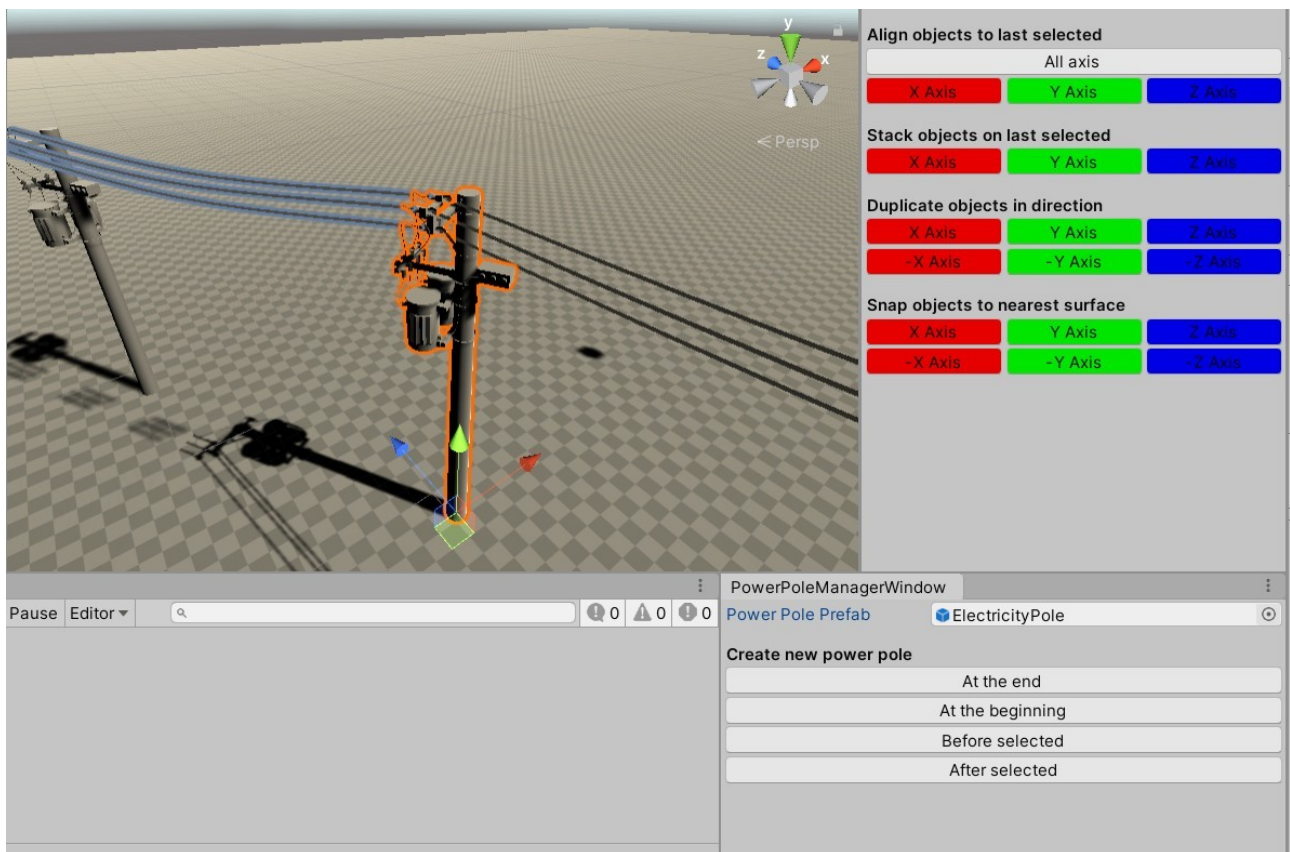 y
z
x
Persp
Align objects to last selected
All axis
X Axis Y Axis Z Axis
Stack objects on last selected
X Axis Y Axis Z Axis
Duplicate objects in direction
X Axis Y Axis Z Axis
-X Axis -Y Axis -Z Axis
Snap objects to nearest surface
X Axis Y Axis Z Axis
-X Axis -Y Axis -Z Axis
Pause Editor 0 0 0
PowerPoleManagerWindow
Power Pole Prefab ElectricityPole
Create new power pole
At the end
At the beginning
Before selected
After selected